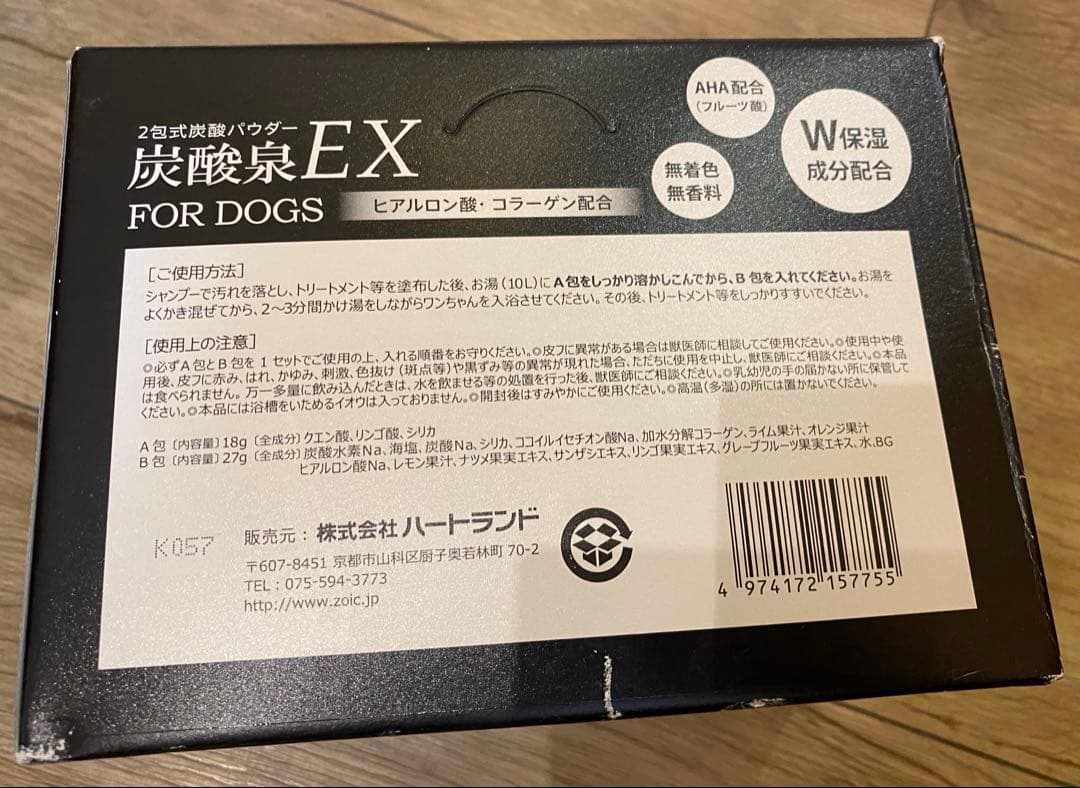 2包式炭酸パウダー
炭酸泉EX
FOR DOGS
ヒアルロン酸・コラーゲン配合
AHA配合
(フルーツ酸)
無着色
無香料
W保湿
成分配合
[ご使用方法]
シャンプーで汚れを落とし、トリートメント等を塗布した後、お湯(10L)にA包をしっかり溶かしこんでから、B包を入れてください。お湯を
よくかき混ぜてから、2〜3分間かけ湯をしながらワンちゃんを入浴させてください。その後、トリートメント等をしっかりすすいでください。
[使用上の注意]
◎必ずA包とB包を1セットでご使用の上、入れる順番をお守りください。◎皮フに異常がある場合は獣医師に相談してご使用ください。◎使用中や使
用後、皮フに赤み、はれ、かゆみ、刺激、色抜け(斑点等)や黒ずみ等の異常が現れた場合、ただちに使用を中止し、獣医師にご相談ください。◎本品
は食べられません。万一多量に飲み込んだときは、水を飲ませる等の処置を行った後、獣医師にご相談ください。◎乳幼児の手の届かない所に保管して
ください。◎本品には浴槽をいためるイオウは入っておりません。◎開封後はすみやかにご使用ください。◎高温(多湿)の所には置かないでください。
A包〔内容量〕18g〔全成分〕クエン酸、リンゴ酸、シリカ
B包〔内容量〕27g〔全成分〕炭酸水素Na、海塩、炭酸Na、シリカ、ココイルイセチオン酸Na、加水分解コラーゲン、ライム果汁、オレンジ果汁
ヒアルロン酸Na、レモン果汁、ナツメ果実エキス、サンザシエキス、リンゴ果実エキス、グレープフルーツ果実エキス、水、BG
K057
販売元：株式会社ハートランド
〒607-8451 京都市山科区厨子奥若林町70-2
TEL：075-594-3773
http://www.zoic.jp
4 974172 157755